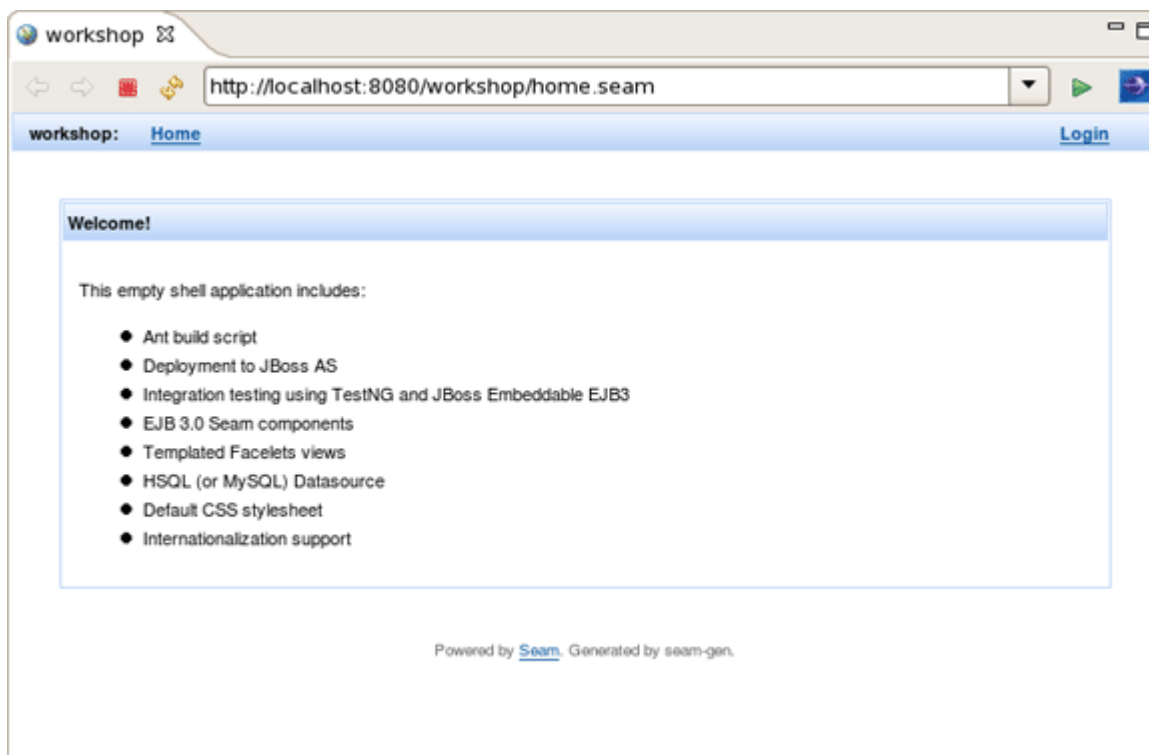 workshop
http://localhost:8080/workshop/home.seam
workshop: Home Login
Welcome!
This empty shell application includes:
Ant build script
Deployment to JBoss AS
Integration testing using TestNG and JBoss Embeddable EJB3
EJB 3.0 Seam components
Templated Facelets views
HSQL (or MySQL) Datasource
Default CSS stylesheet
Internationalization support
Powered by Seam. Generated by seam-gen.